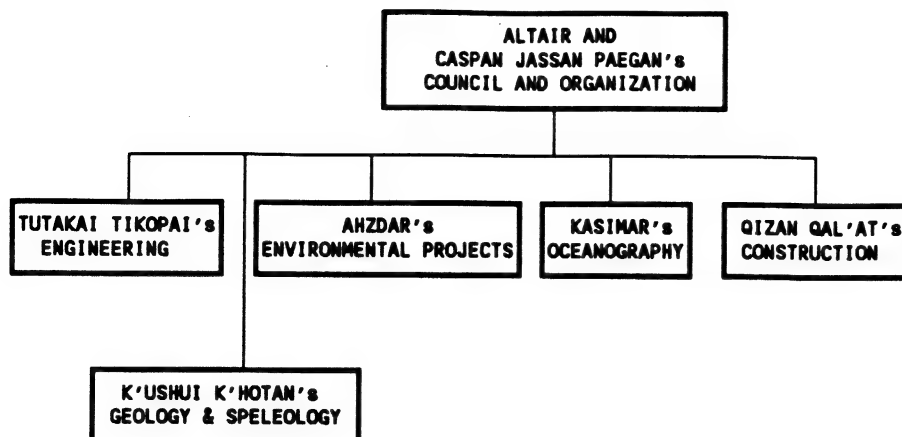 ALTAIR AND
CASPAN JASSAN PAEGAN's
COUNCIL AND ORGANIZATION
TUTAKAI TIKOPAI's
ENGINEERING
AHZDAR's
ENVIRONMENTAL PROJECTS
KASIMAR's
OCEANOGRAPHY
QIZAN QAL'AT's
CONSTRUCTION
K'USHUI K'HOTAN's
GEOLOGY & SPELEOLOGY